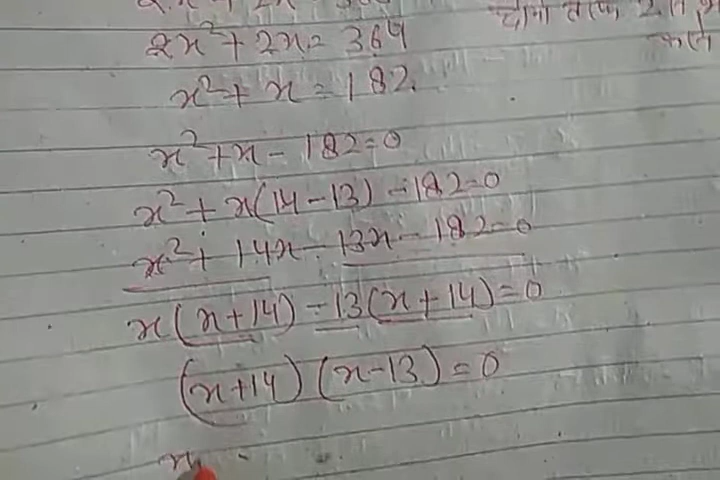 2x² + 2x = 364
x² + x = 182
x² + x - 182 = 0
x² + x(14 - 13) - 182 = 0
x² + 14x - 13x - 182 = 0
x(x + 14) - 13(x + 14) = 0
(x + 14) (x - 13) = 0
x